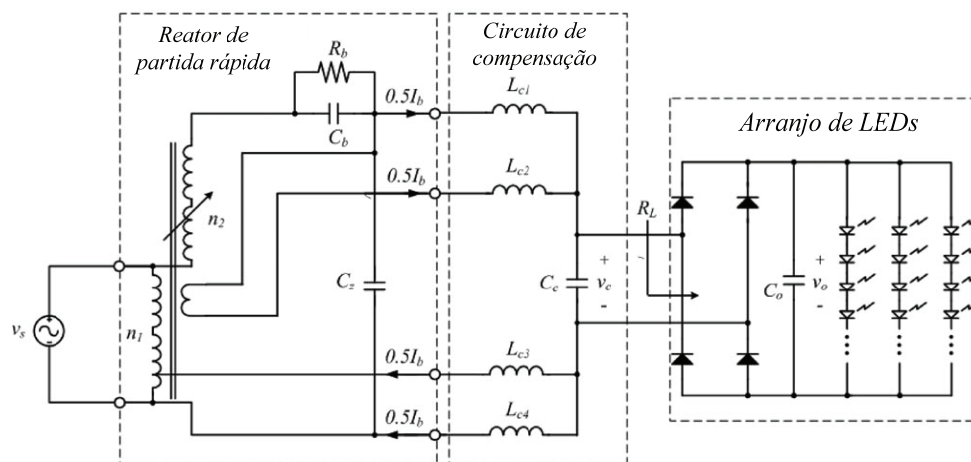 Reator de
partida rápida
Circuito de
compensação
Arranjo de LEDs
R_b
C_b
0.5I_b
L_c1
0.5I_b
L_c2
n_2
R_L
C_z
C_c
+
v_c
-
C_o
+
v_o
-
v_s
n_1
0.5I_b
L_c3
0.5I_b
L_c4